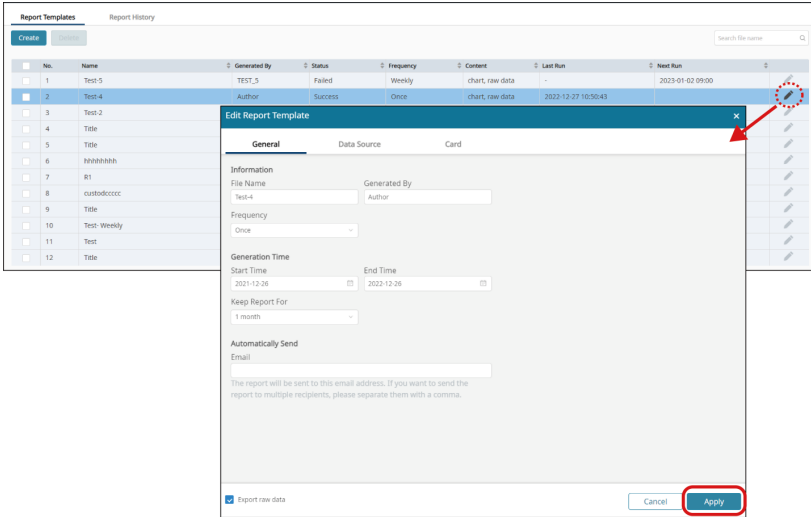 Report Templates Report History
Create Delete Search file name
No. Name Generated By Status Frequency Content Last Run Next Run
1 Test-5 TEST_5 Failed Weekly chart, raw data - 2023-01-02 09:00
2 Test-4 Author Success Once chart, raw data 2022-12-27 10:50:43
3 Test-2
4 Title
5 Title
6 hhhhhhhh
7 R1
8 custodccccc
9 Title
10 Test- Weekly
11 Test
12 Title
Edit Report Template
General Data Source Card
Information
File Name Generated By
Test-4 Author
Frequency
Once
Generation Time
Start Time End Time
2021-12-26 2022-12-26
Keep Report For
1 month
Automatically Send
Email
The report will be sent to this email address. If you want to send the
report to multiple recipients, please separate them with a comma.
Export raw data Cancel Apply